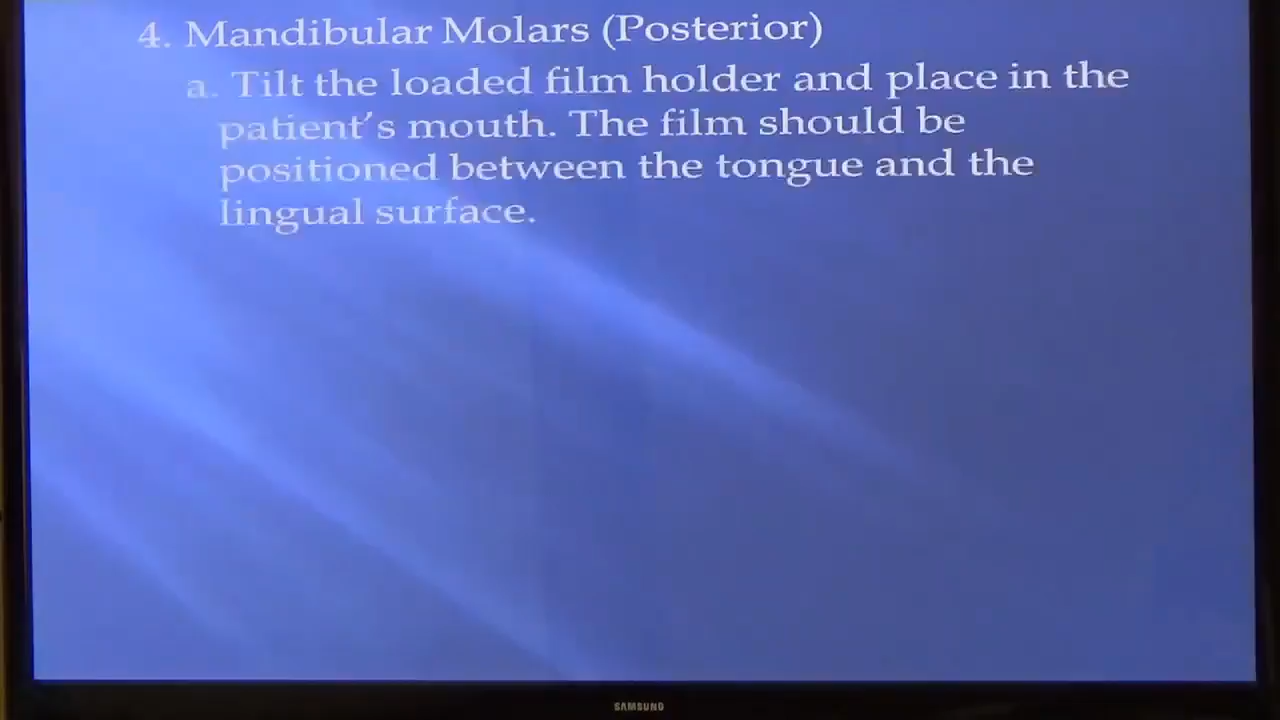 4. Mandibular Molars (Posterior)
a. Tilt the loaded film holder and place in the
patient's mouth. The film should be
positioned between the tongue and the
lingual surface.
SAMSUNG